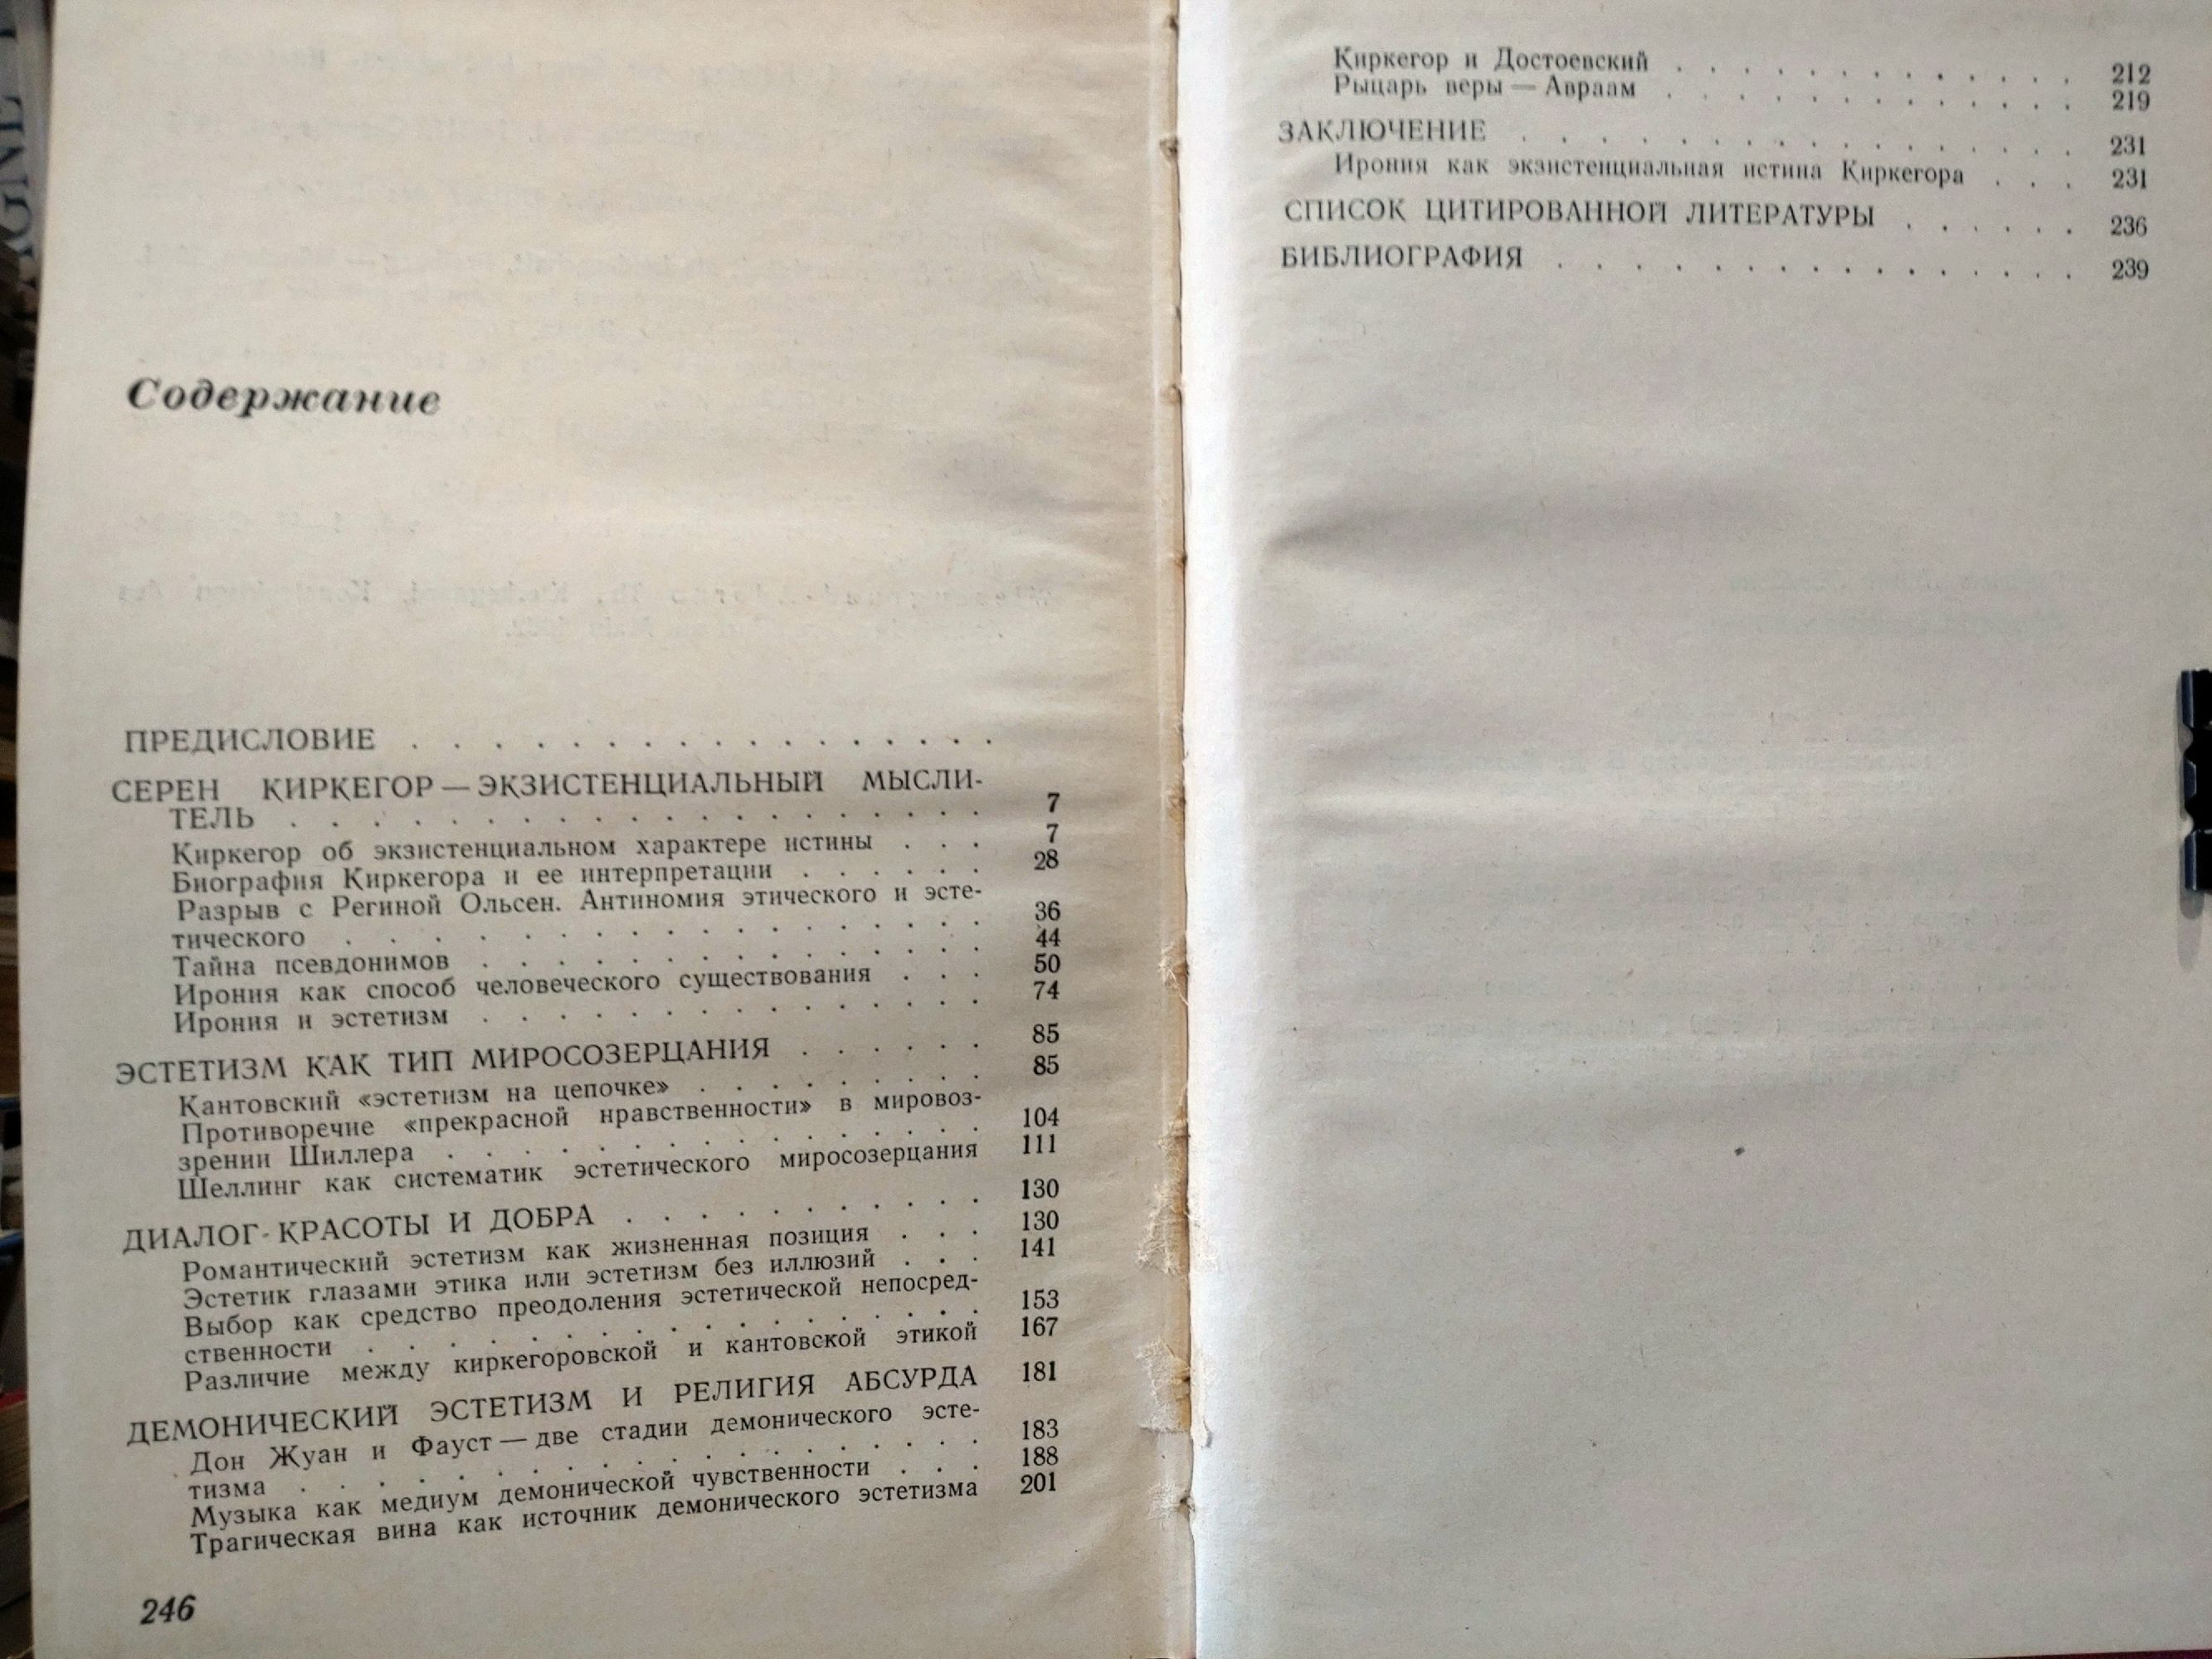 Содержание
ПРЕДИСЛОВИЕ . . . . . . . . . . . . . . .
СЕРЕН КИРКЕГОР — ЭКЗИСТЕНЦИАЛЬНЫЙ МЫСЛИ-
ТЕЛЬ . . . . . . . . . . . . . . . . . . 7
Киркегор об экзистенциальном характере истины . . . 7
Биография Киркегора и ее интерпретации . . . . . . 28
Разрыв с Региной Ольсен. Антиномия этического и эсте-
тического . . . . . . . . . . . . . . . 36
Тайна псевдонимов . . . . . . . . . . . . 44
Ирония как способ человеческого существования . . . 50
Ирония и эстетизм . . . . . . . . . . . . 74
ЭСТЕТИЗМ КАК ТИП МИРОСОЗЕРЦАНИЯ . . . . . . 85
Кантовский «эстетизм на цепочке» . . . . . . . . 85
Противоречие «прекрасной нравственности» в мировоз-
зрении Шиллера . . . . . . . . . . . . . 104
Шеллинг как систематик эстетического миросозерцания 111
ДИАЛОГ КРАСОТЫ И ДОБРА . . . . . . . . . . 130
Романтический эстетизм как жизненная позиция . . . 130
Эстетик глазами этика или эстетизм без иллюзий . . . 141
Выбор как средство преодоления эстетической непосред-
ственности . . . . . . . . . . . . . . . 153
Различие между киркегоровской и кантовской этикой 167
ДЕМОНИЧЕСКИЙ ЭСТЕТИЗМ И РЕЛИГИЯ АБСУРДА 181
Дон Жуан и Фауст — две стадии демонического эсте-
тизма . . . . . . . . . . . . . . . . . 183
Музыка как медиум демонической чувственности . . . 188
Трагическая вина как источник демонического эстетизма 201
246
Киркегор и Достоевский . . . . . . . . . . . . . 212
Рыцарь веры — Авраам . . . . . . . . . . . . . 219
ЗАКЛЮЧЕНИЕ . . . . . . . . . . . . . . . 231
Ирония как экзистенциальная истина Киркегора . . . 231
СПИСОК ЦИТИРОВАННОЙ ЛИТЕРАТУРЫ . . . . . . 236
БИБЛИОГРАФИЯ . . . . . . . . . . . . . . 239